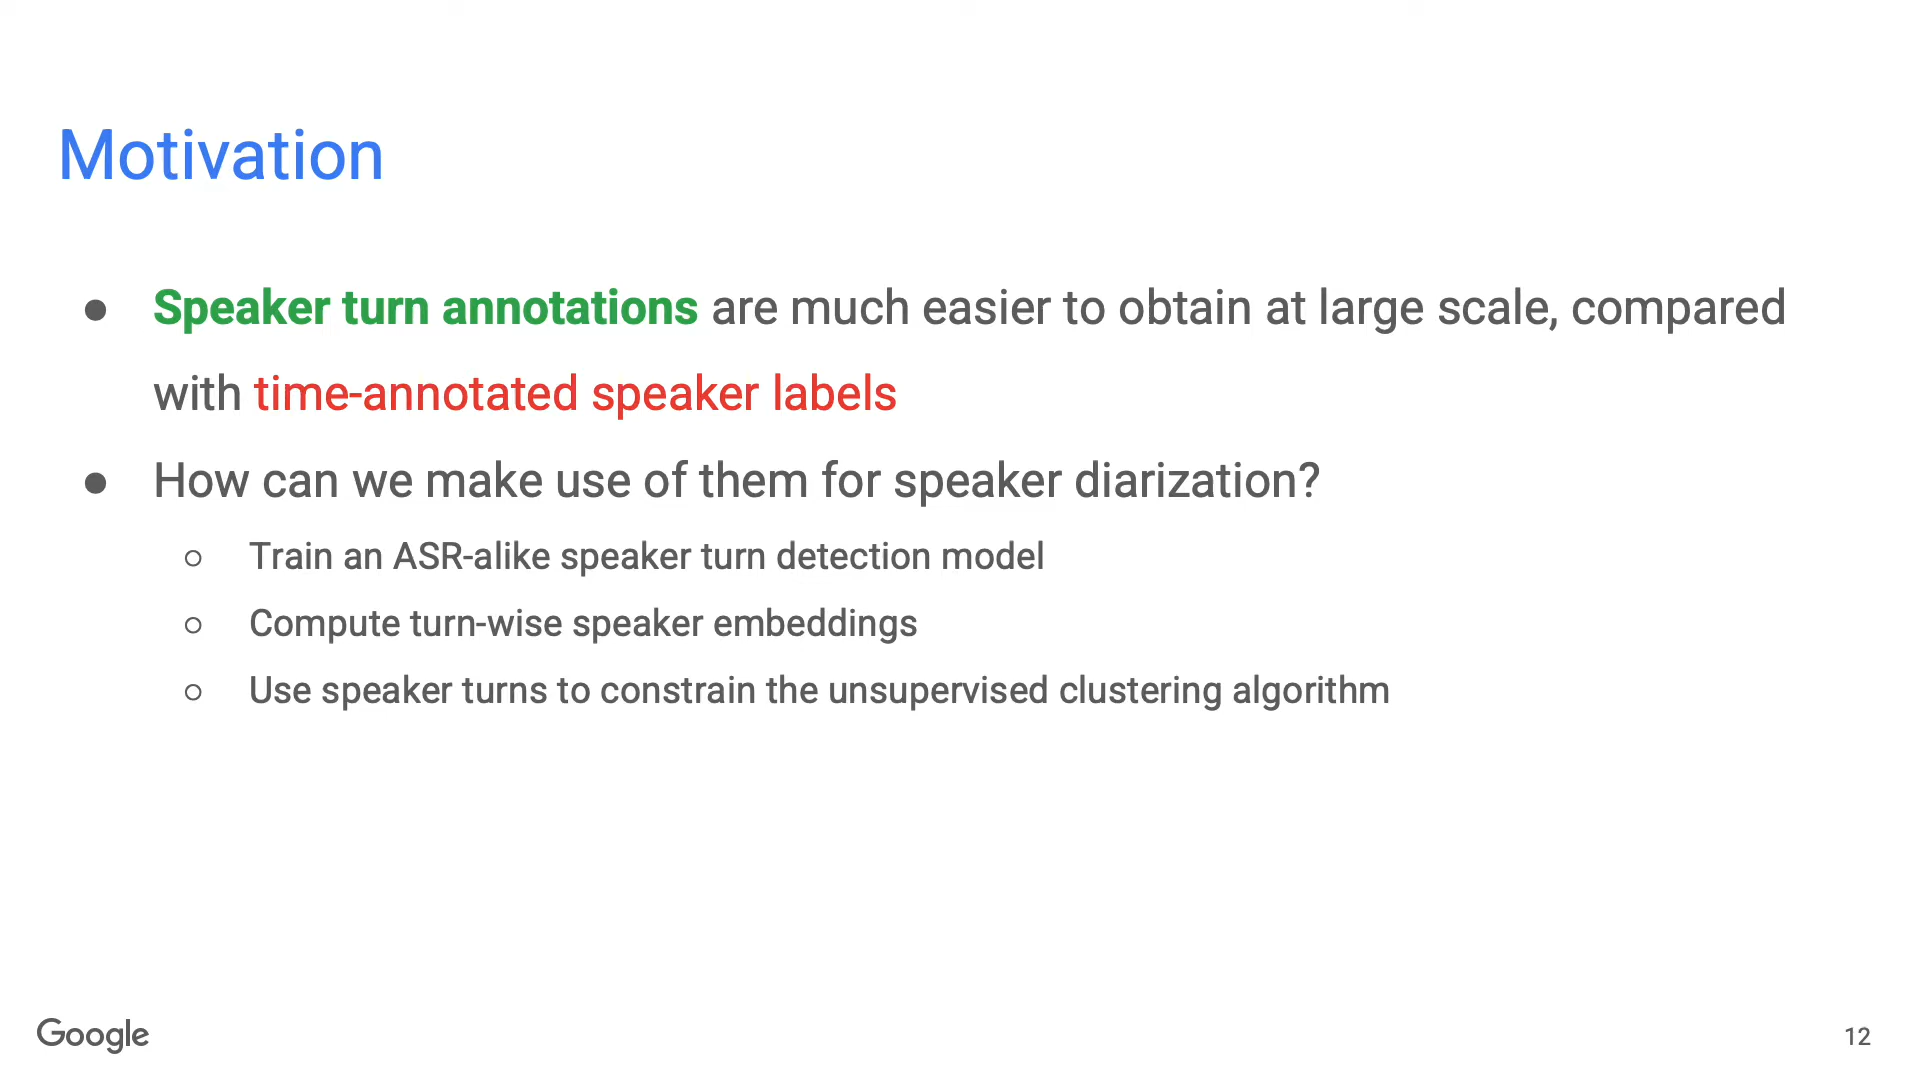 Motivation
● Speaker turn annotations are much easier to obtain at large scale, compared
with time-annotated speaker labels
● How can we make use of them for speaker diarization?
○ Train an ASR-alike speaker turn detection model
○ Compute turn-wise speaker embeddings
○ Use speaker turns to constrain the unsupervised clustering algorithm
Google
12